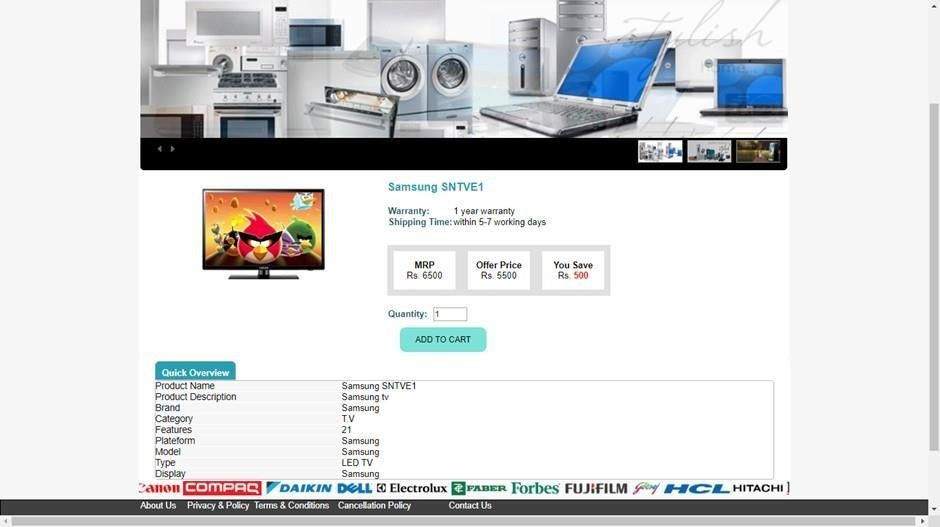 stylish
home...
Samsung SNTVE1
Warranty: 1 year warranty
Shipping Time: within 5-7 working days
MRP Offer Price You Save
Rs. 6500 Rs. 5500 Rs. 500
Quantity: 1
ADD TO CART
Quick Overview
Product Name Samsung SNTVE1
Product Description Samsung tv
Brand Samsung
Category T.V
Features 21
Plateform Samsung
Model Samsung
Type LED TV
Display Samsung
Canon COMPAQ DAIKIN DELL Electrolux FABER Forbes FUJIFILM Godrej HCL HITACHI
About Us Privacy & Policy Terms & Conditions Cancellation Policy Contact Us